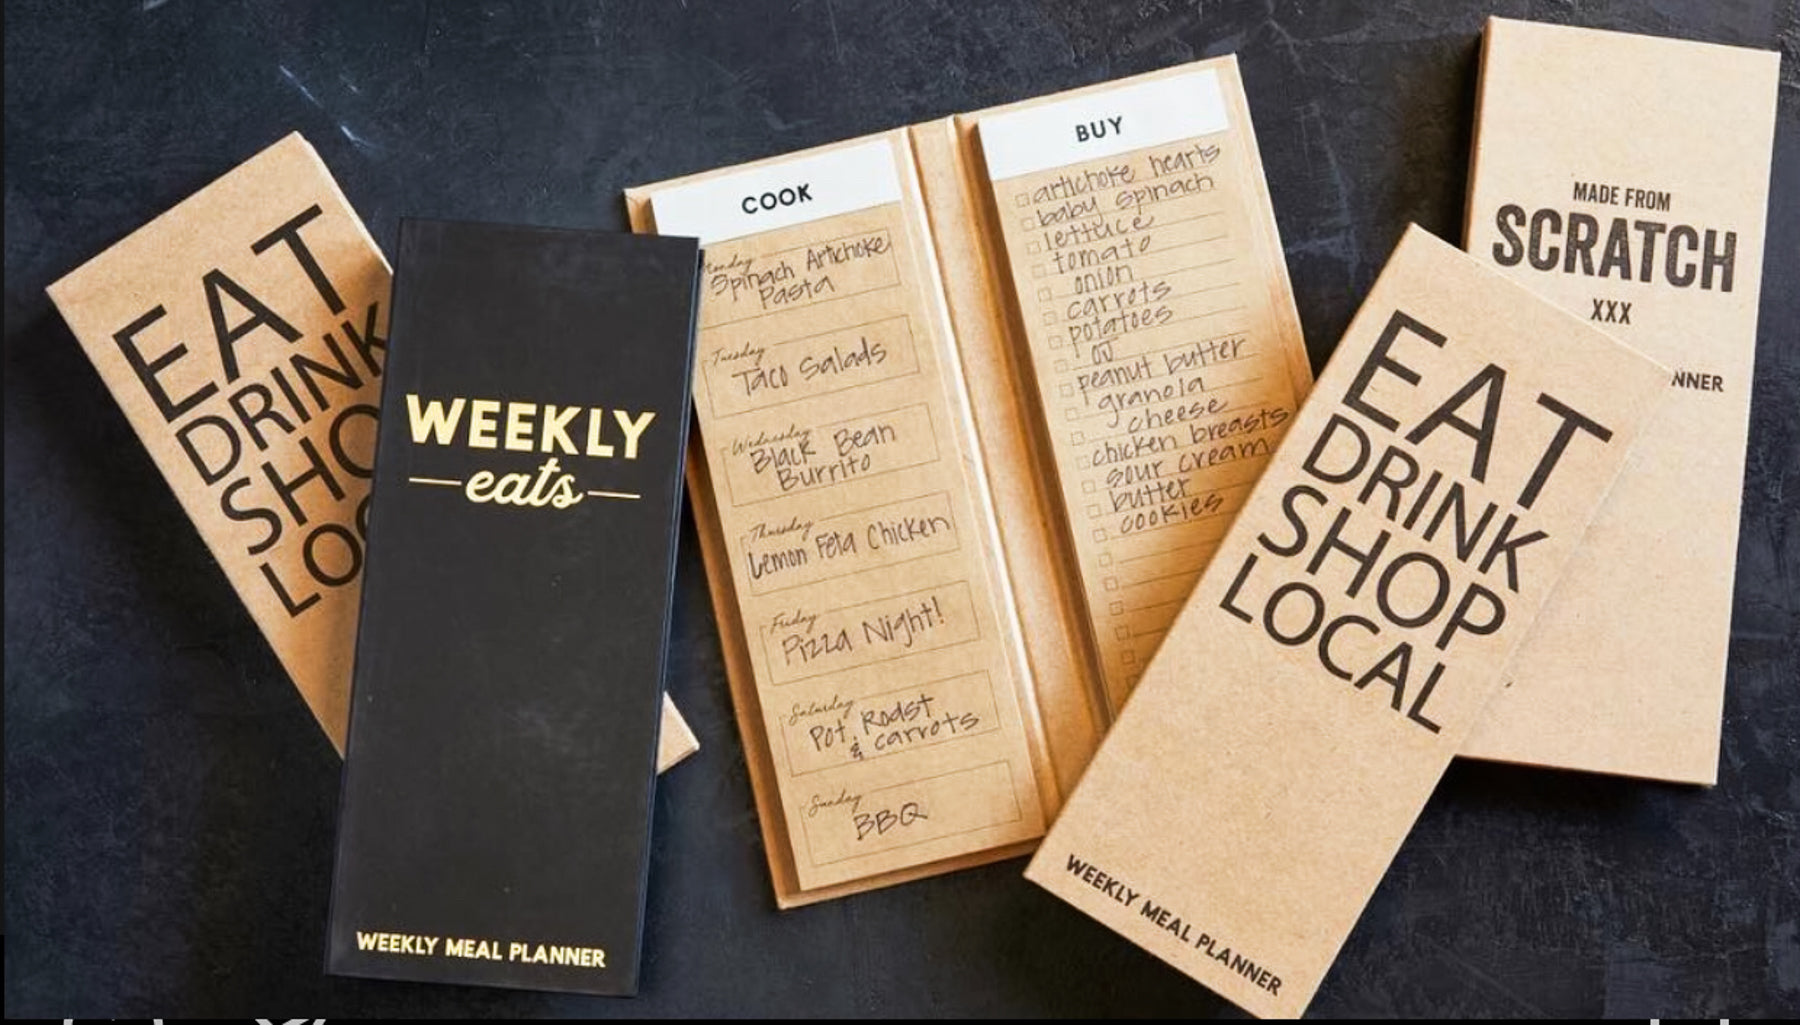 EAT
DRINK
SHO
LOC
WEEKLY
eats
WEEKLY MEAL PLANNER
COOK
Monday
Spinach Artichoke
Pasta
Tuesday
Taco Salads
Wednesday
Black Bean
Burrito
Thursday
Lemon Feta Chicken
Friday
Pizza Night!
Saturday
Pot Roast
& carrots
Sunday
BBQ
BUY
artichoke hearts
baby spinach
lettuce
tomato
onion
carrots
potatoes
OJ
peanut butter
granola
cheese
chicken breasts
sour cream
butter
cookies
EAT
DRINK
SHOP
LOCAL
WEEKLY MEAL PLANNER
MADE FROM
SCRATCH
XXX
NNER